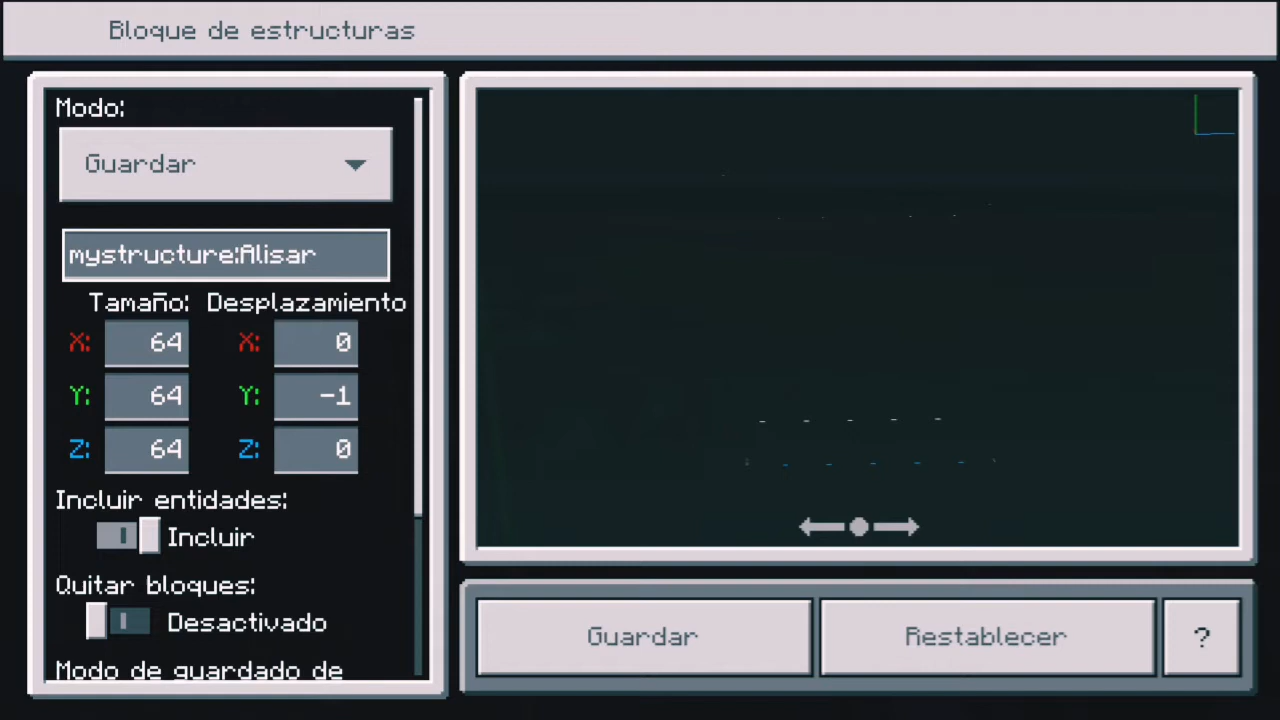 Bloque de estructuras
Modo:
Guardar
mystructure:Alisar
Tamaño: Desplazamiento
X: 64 X: 0
Y: 64 Y: -1
Z: 64 Z: 0
Incluir entidades:
Incluir
Quitar bloques:
Desactivado
Modo de guardado de
Guardar Restablecer ?